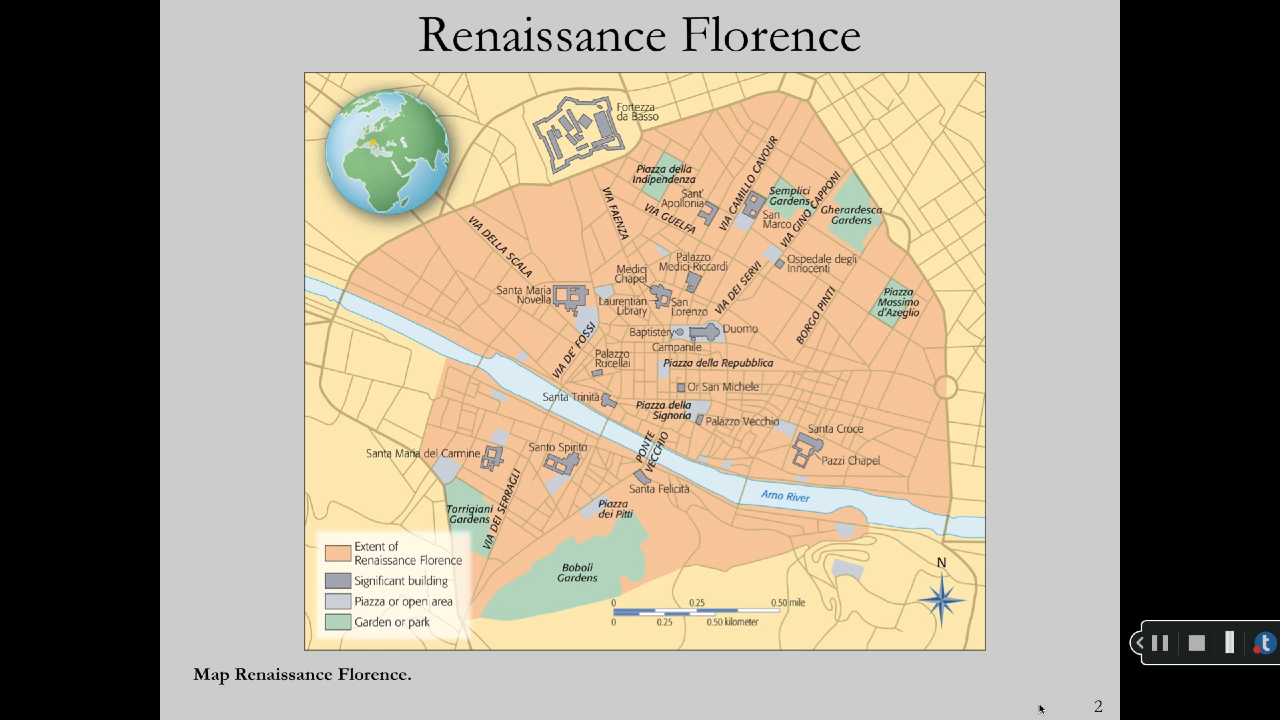 Renaissance Florence
Fortezza
da Basso
Piazza della
Indipendenza
Sant'
Apollonia
VIA CAMILLO CAVOUR
Semplici
Gardens
VIA GINO CAPPONI
Gherardesca
Gardens
VIA FAENZA
VIA GUELFA
San
Marco
VIA DELLA SCALA
Palazzo
Medici-Riccardi
Ospedale degli
Innocenti
Medici
Chapel
VIA DEI SERVI
Santa Maria
Novella
Laurentian
Library
San
Lorenzo
BORGO PINTI
Piazza
Massimo
d'Azeglio
Baptistery
Duomo
Campanile
VIA DE' FOSSI
Palazzo
Rucellai
Piazza della Repubblica
Or San Michele
Santa Trinità
Piazza della
Signoria
Palazzo Vecchio
Santa Croce
Pazzi Chapel
Santa Maria del Carmine
Santo Spirito
PONTE
VECCHIO
Santa Felicità
Arno River
Torrigiani
Gardens
VIA DEI SERRAGLI
Piazza
dei Pitti
Boboli
Gardens
Extent of
Renaissance Florence
Significant building
Piazza or open area
Garden or park
0 0.25 0.50 mile
0 0.25 0.50 kilometer
N
Map Renaissance Florence.
2
t